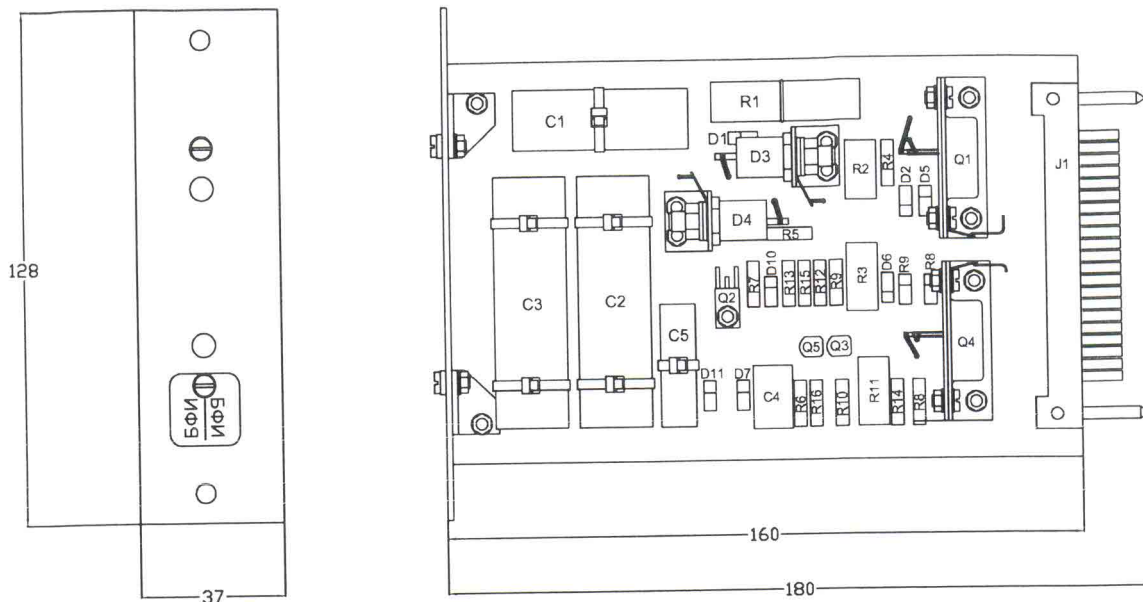 128
37
БФИ
БФИ
C1
R1
D1
D3
R2
R4
D2
D5
Q1
J1
D4
R5
C3
C2
C5
Q2
R7
D10
R13
R15
R12
R9
R3
D6
R9
R8
Q5
Q3
Q4
D11
D7
C4
R6
R16
R10
R11
R14
R8
160
180